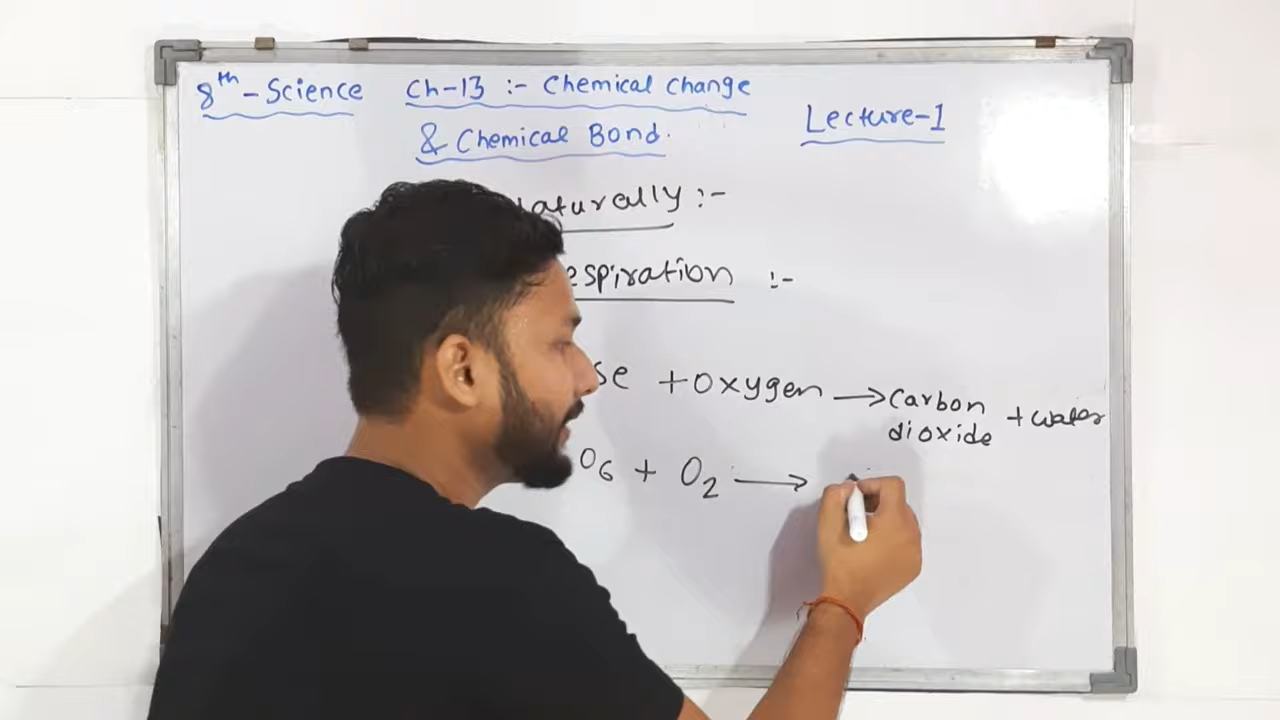 8th - Science Ch-13 :- Chemical Change Lecture-1
& Chemical Bond.
aturally :-
espiration :-
se + Oxygen → Carbon dioxide + water
O6 + O2 →